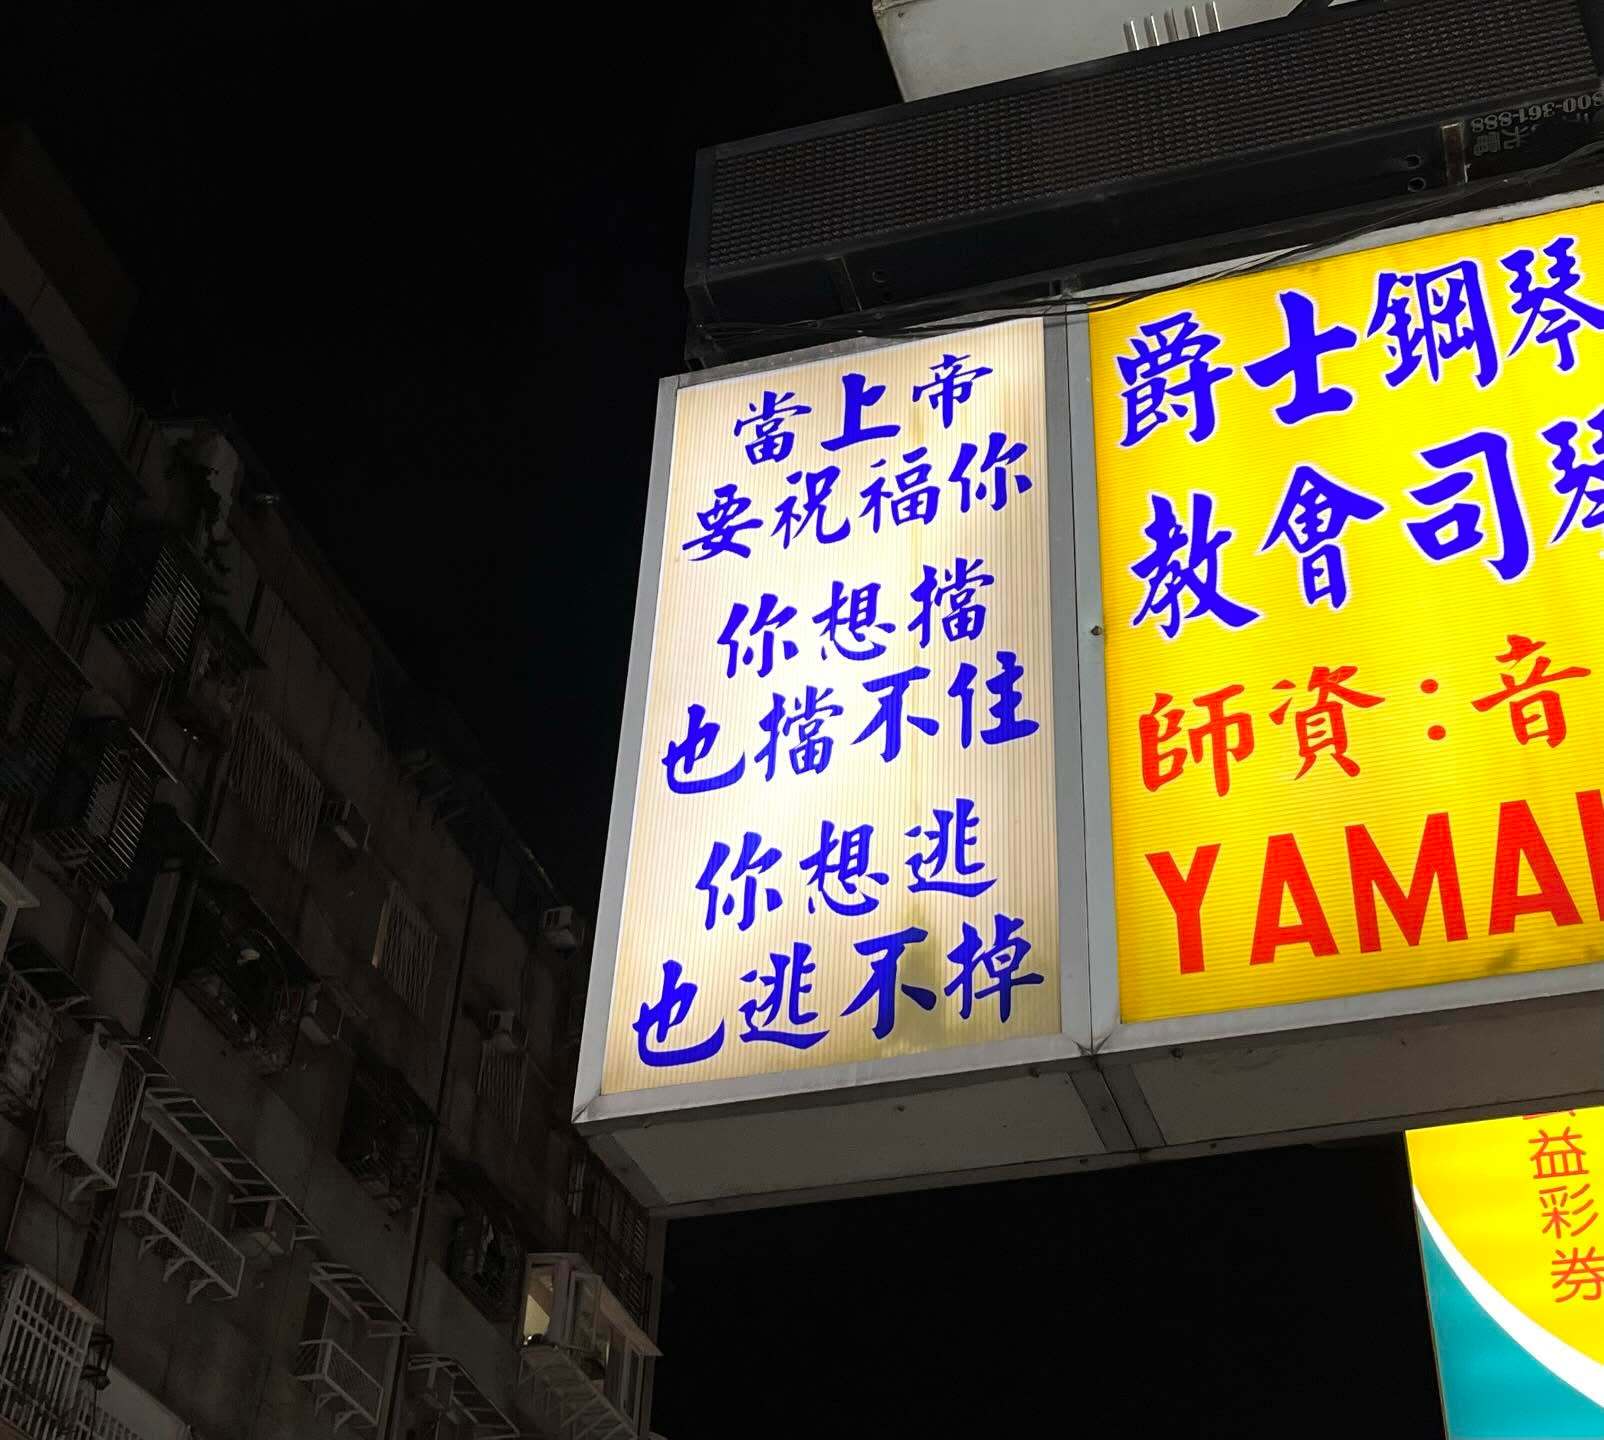 當上帝
要祝福你
你想擋
也擋不住
你想逃
也逃不掉
爵士鋼琴
教會司琴
師資：音
YAMA
益彩券